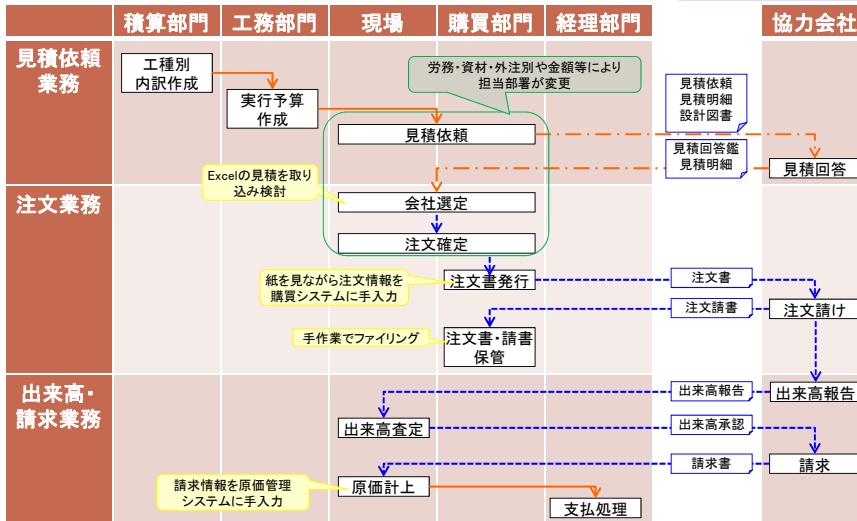 積算部門
工務部門
現場
購買部門
経理部門
協力会社
見積依頼
業務
工種別
内訳作成
実行予算
作成
労務・資材・外注別や金額等により
担当部署が変更
見積依頼
見積依頼
見積明細
設計図書
見積回答鑑
見積明細
見積回答
Excelの見積を取り
込み検討
会社選定
注文業務
注文確定
紙を見ながら注文情報を
購買システムに手入力
注文書発行
注文書
注文請書
注文請け
手作業でファイリング
注文書・請書
保管
出来高・
請求業務
出来高報告
出来高報告
出来高査定
出来高承認
請求書
請求
請求情報を原価管理
システムに手入力
原価計上
支払処理